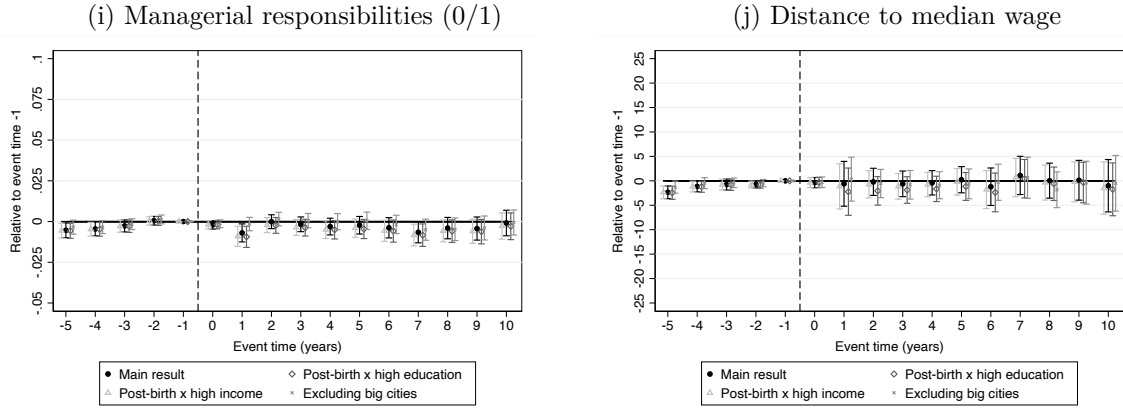 (i) Managerial responsibilities (0/1)
Relative to event time -1
.1
.075
.05
.025
0
-.025
-.05
-5 -4 -3 -2 -1 0 1 2 3 4 5 6 7 8 9 10
Event time (years)
Main result
Post-birth x high education
Post-birth x high income
Excluding big cities
(j) Distance to median wage
Relative to event time -1
25
20
15
10
5
0
-5
-10
-15
-20
-25
-5 -4 -3 -2 -1 0 1 2 3 4 5 6 7 8 9 10
Event time (years)
Main result
Post-birth x high education
Post-birth x high income
Excluding big cities